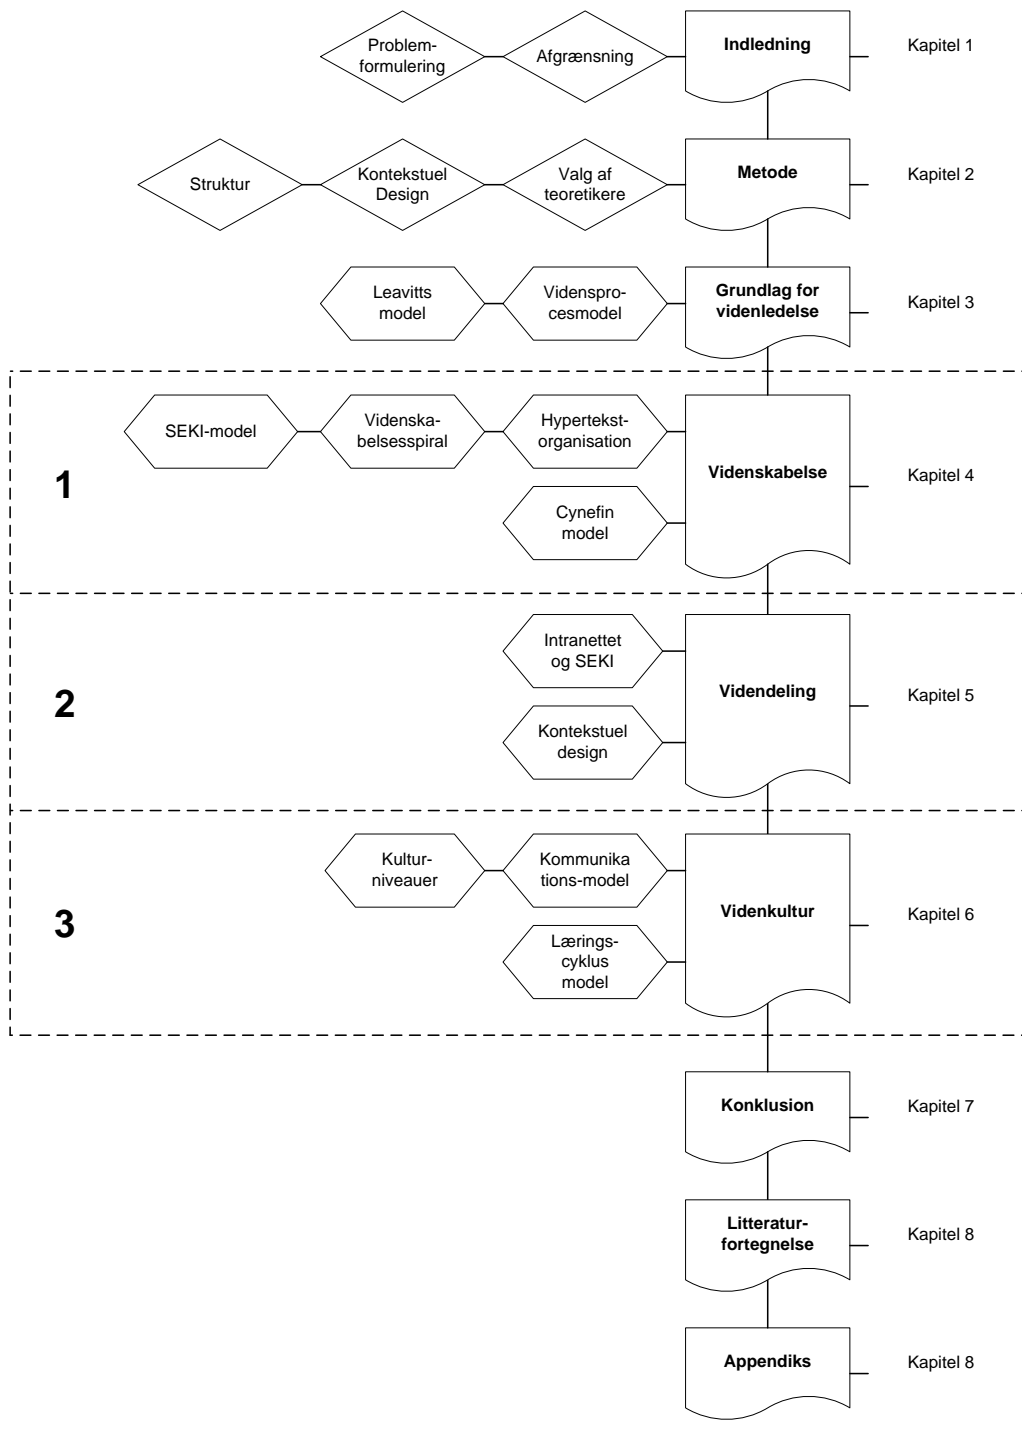 Problem-
formulering
Afgrænsning
Indledning
Kapitel 1
Struktur
Kontekstuel
Design
Valg af
teoretikere
Metode
Kapitel 2
Leavitts
model
Videnspro-
cesmodel
Grundlag for
videnledelse
Kapitel 3
1
SEKI-model
Videnska-
belsesspiral
Hypertekst-
organisation
Cynefin
model
Videnskabelse
Kapitel 4
2
Intranettet
og SEKI
Kontekstuel
design
Videndeling
Kapitel 5
3
Kultur-
niveauer
Kommunika
tions-model
Lærings-
cyklus
model
Videnkultur
Kapitel 6
Konklusion
Kapitel 7
Litteratur-
fortegnelse
Kapitel 8
Appendiks
Kapitel 8